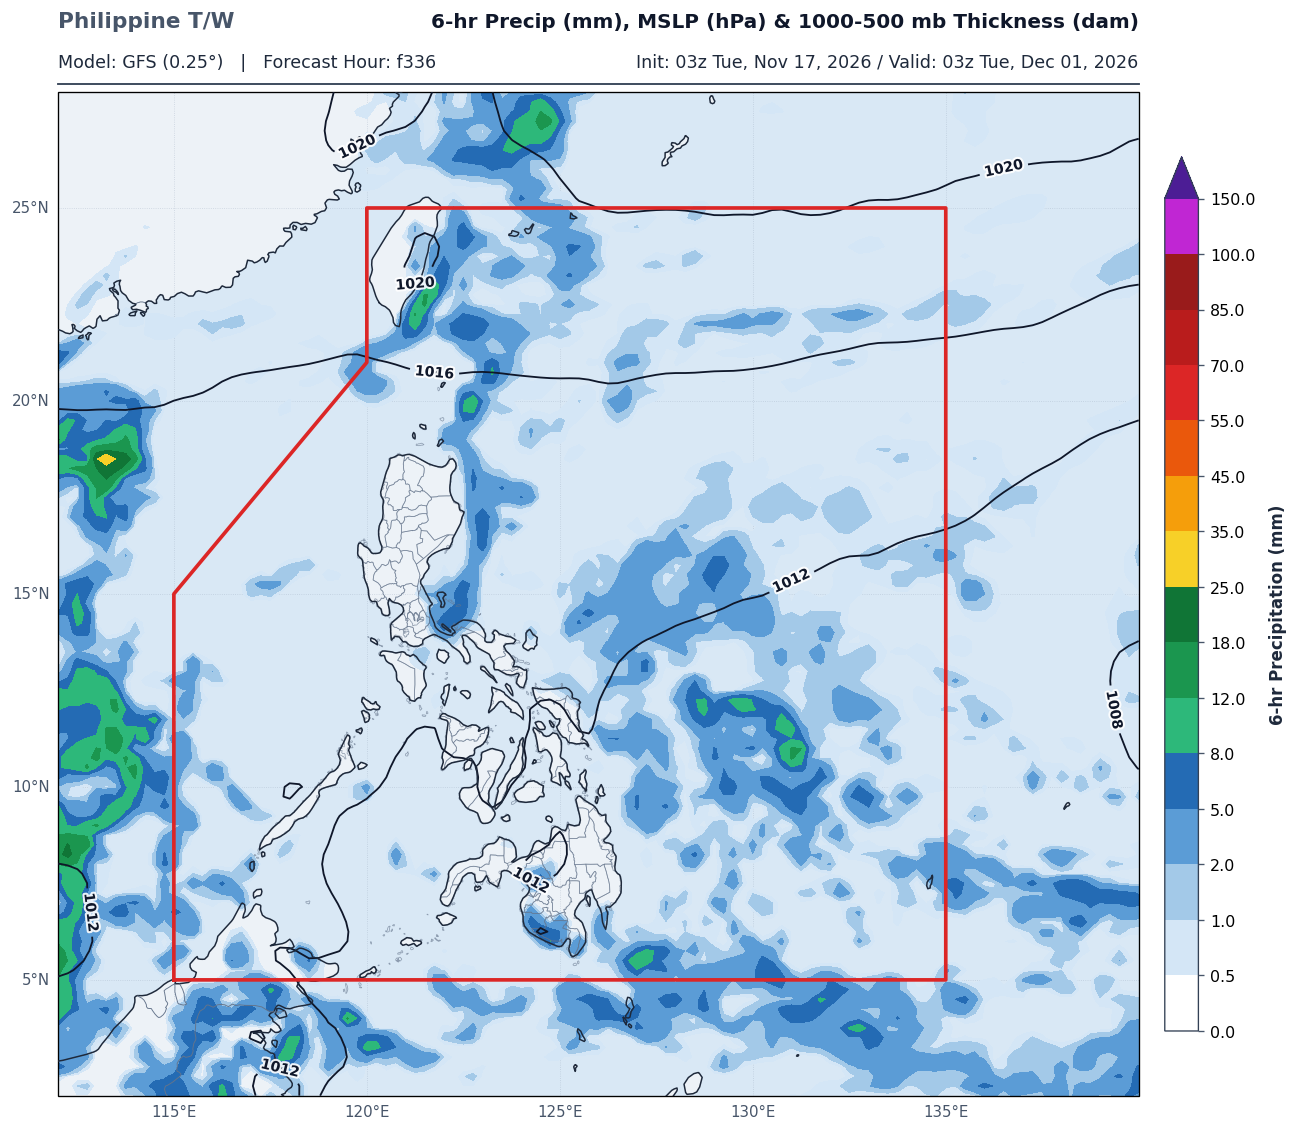 Philippine T/W
6-hr Precip (mm), MSLP (hPa) & 1000-500 mb Thickness (dam)
Model: GFS (0.25°) | Forecast Hour: f336
Init: 03z Tue, Nov 17, 2026 / Valid: 03z Tue, Dec 01, 2026
1020
1020
1020
1016
1012
1008
1012
1012
1012
25°N
20°N
15°N
10°N
5°N
115°E
120°E
125°E
130°E
135°E
150.0
100.0
85.0
70.0
55.0
45.0
35.0
25.0
18.0
12.0
8.0
5.0
2.0
1.0
0.5
0.0
6-hr Precipitation (mm)